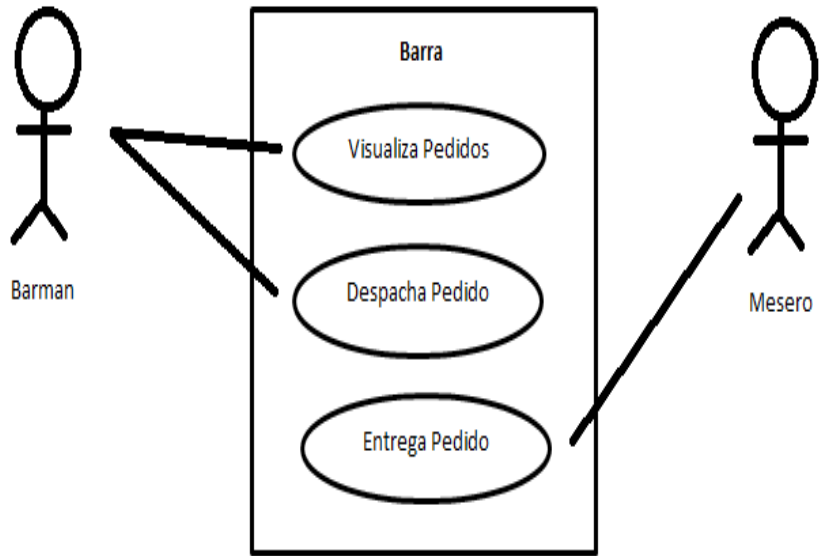 Barra
Visualiza Pedidos
Despacha Pedido
Entrega Pedido
Barman
Mesero